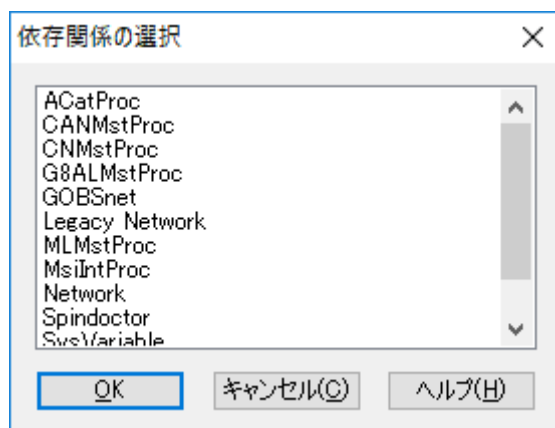 依存関係の選択
ACatProc
CANMstProc
CNMstProc
G8ALMstProc
GOBSnet
Legacy Network
MLMstProc
MsiIntProc
Network
Spindoctor
SysVariable
OK
キャンセル(C)
ヘルプ(H)